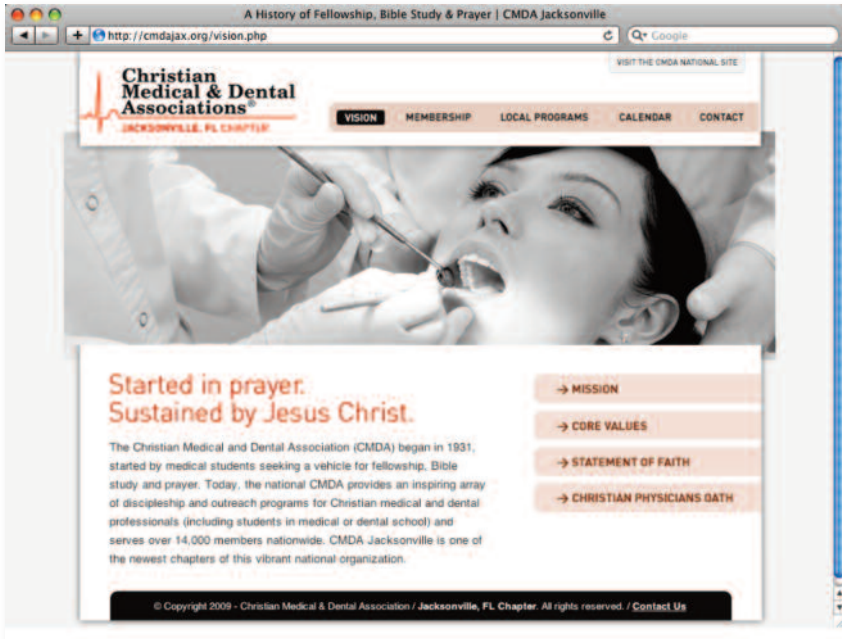 A History of Fellowship, Bible Study & Prayer | CMDA Jacksonville
http://cmdajax.org/vision.php
Google
VISIT THE CMDA NATIONAL SITE
Christian
Medical & Dental
Associations®
JACKSONVILLE, FL CHAPTER
VISION MEMBERSHIP LOCAL PROGRAMS CALENDAR CONTACT
Started in prayer.
Sustained by Jesus Christ.
The Christian Medical and Dental Association (CMDA) began in 1931,
started by medical students seeking a vehicle for fellowship, Bible
study and prayer. Today, the national CMDA provides an inspiring array
of discipleship and outreach programs for Christian medical and dental
professionals (including students in medical or dental school) and
serves over 14,000 members nationwide. CMDA Jacksonville is one of
the newest chapters of this vibrant national organization.
→ MISSION
→ CORE VALUES
→ STATEMENT OF FAITH
→ CHRISTIAN PHYSICIANS OATH
© Copyright 2009 - Christian Medical & Dental Association / Jacksonville, FL Chapter. All rights reserved. / Contact Us